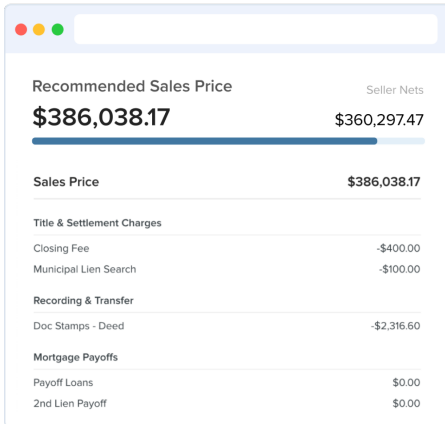 Recommended Sales Price
Seller Nets
$386,038.17
$360,297.47
Sales Price $386,038.17
Title & Settlement Charges
Closing Fee -$400.00
Municipal Lien Search -$100.00
Recording & Transfer
Doc Stamps - Deed -$2,316.60
Mortgage Payoffs
Payoff Loans $0.00
2nd Lien Payoff $0.00